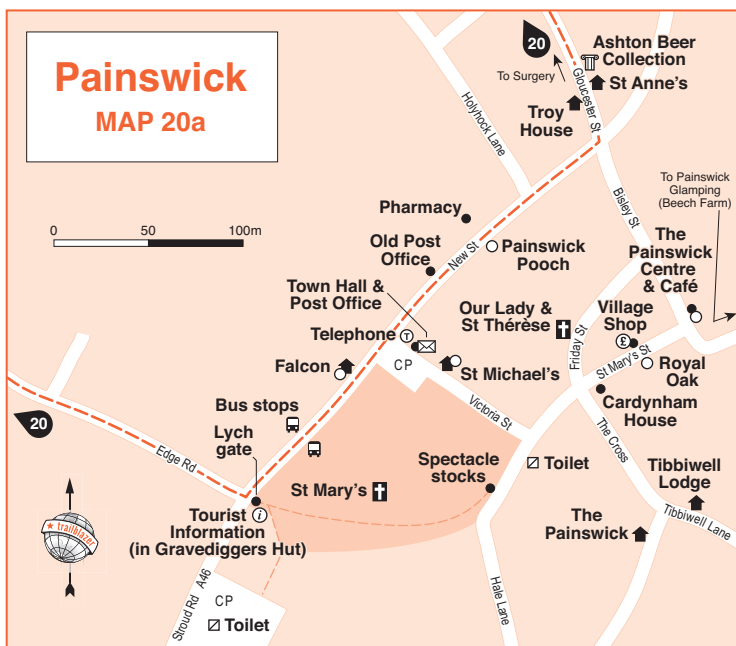 Painswick
MAP 20a
0 50 100m
20
To Surgery
Ashton Beer
Collection
St Anne's
Troy
House
Gloucester St
Holyhock Lane
Bisley St
To Painswick
Glamping
(Beech Farm)
Pharmacy
Old Post
Office
New St
Painswick
Pooch
The
Painswick
Centre
& Café
Town Hall &
Post Office
Our Lady &
St Thérèse
Village
Shop
£
Telephone
T
CP
Friday St
St Mary's St
Royal
Oak
Falcon
St Michael's
Cardynham
House
Victoria St
Bus stops
20
Lych
gate
Edge Rd
The Cross
Spectacle
stocks
Toilet
Tibbiwell
Lodge
St Mary's
Tibbiwell Lane
Tourist
Information
(in Gravediggers Hut)
i
The
Painswick
trailblazer
Stroud Rd A46
CP
Toilet
Hale Lane